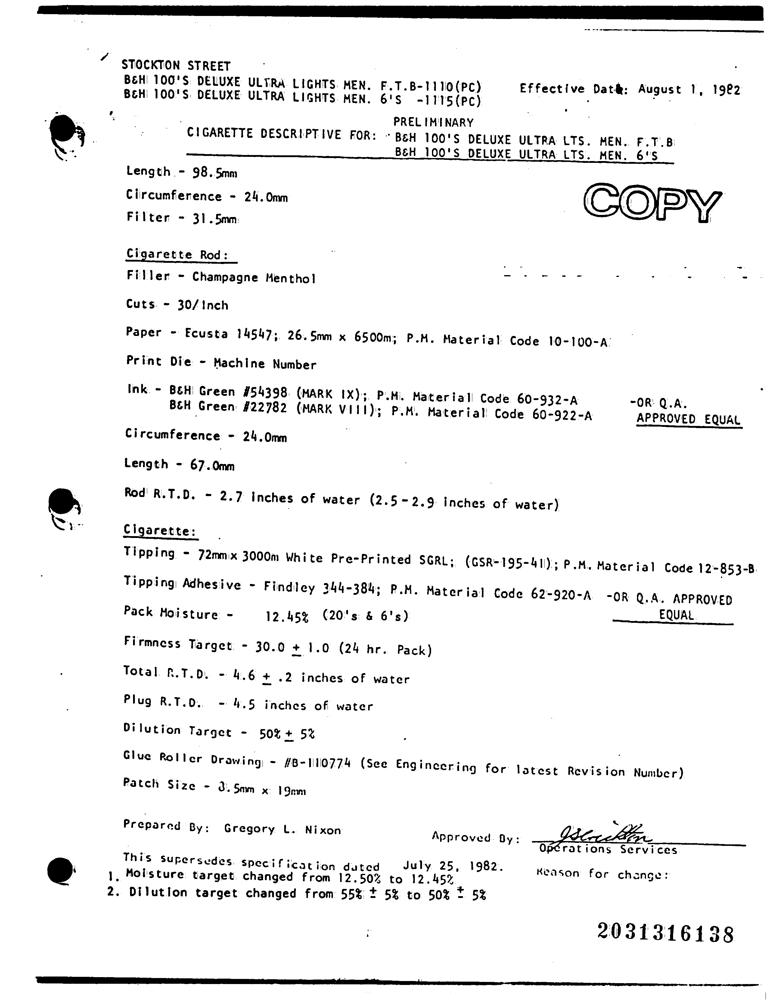 STOCKTON STREET
B&H 100'S DELUXE ULTRA LIGHTS MEN. F.T.B-1110(PC) Effective Date: August 1, 1982
B&H 100'S DELUXE ULTRA LIGHTS MEN. 6'S -1115(PC)
PRELIMINARY
CIGARETTE DESCRIPTIVE FOR: B&H 100'S DELUXE ULTRA LTS. MEN. F.T.B
B&H 100'S DELUXE ULTRA LTS. MEN. 6'S
Length - 98.5mm
COPY
Circumference - 24.0mm
Filter - 31.5mm
Cigarette Rod:
Filler - Champagne Menthol
Cuts - 30/Inch
Paper - Ecusta 14547; 26.5mm x 6500m; P.M. Material Code 10-100-A
Print Die - Machine Number
Ink - B&H Green #54398 (MARK IX); P.M. Material Code 60-932-A -OR Q.A.
B&H Green #22782 (MARK VIII); P.M. Material Code 60-922-A APPROVED EQUAL
Circumference - 24.0mm
Length - 67.0mm
Rod R.T.D. - 2.7 inches of water (2.5-2.9 inches of water)
Cigarette:
Tipping - 72mm x 3000m White Pre-Printed SGRL; (GSR-195-41); P.M. Material Code 12-853-B
Tipping Adhesive - Findley 344-384; P.M. Material Code 62-920-A -OR Q.A. APPROVED
EQUAL
Pack Moisture - 12.45% (20's & 6's)
Firmness Target - 30.0 ± 1.0 (24 hr. Pack)
Total R.T.D. - 4.6 ± .2 inches of water
Plug R.T.D. - 4.5 inches of water
Dilution Target - 50% ± 5%
Glue Roller Drawing - #B-110774 (See Engineering for latest Revision Number)
Patch Size - x 19mm
Prepared By: Gregory L. Nixon
Approved By:
Operations Services
This supersedes specification dated July 25, 1982. Reason for change:
1. Moisture target changed from 12.50% to 12.45%
2. Dilution target changed from 55% ± 5% to 50% ± 5%
2031316138